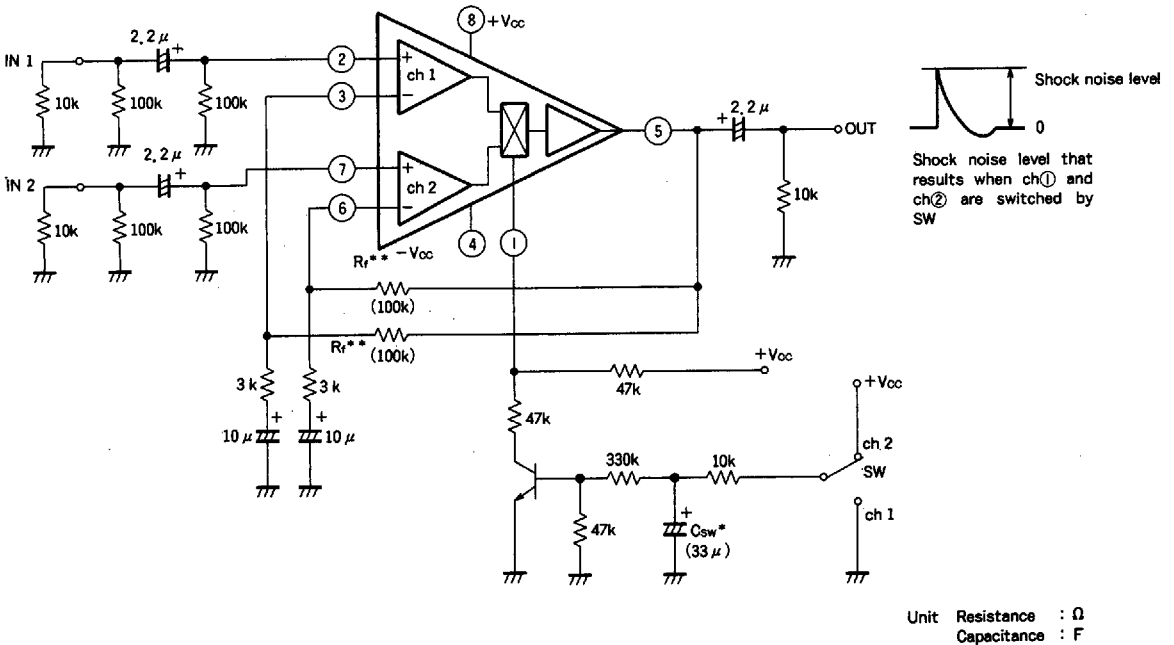 8
+Vcc
2.2μ
+
IN 1
2
+
ch 1
3
−
10k
100k
100k
2.2μ
+
IN 2
7
+
ch 2
6
−
10k
100k
100k
4
1
Rf** −Vcc
5
+
2.2μ
OUT
10k
Shock noise level
0
Shock noise level that
results when ch① and
ch② are switched by
SW
(100k)
Rf**
(100k)
3k
3k
+
+
10μ
10μ
47k
+Vcc
47k
330k
10k
47k
+
Csw*
(33μ)
+Vcc
ch 2
SW
ch 1
Unit Resistance : Ω
Capacitance : F